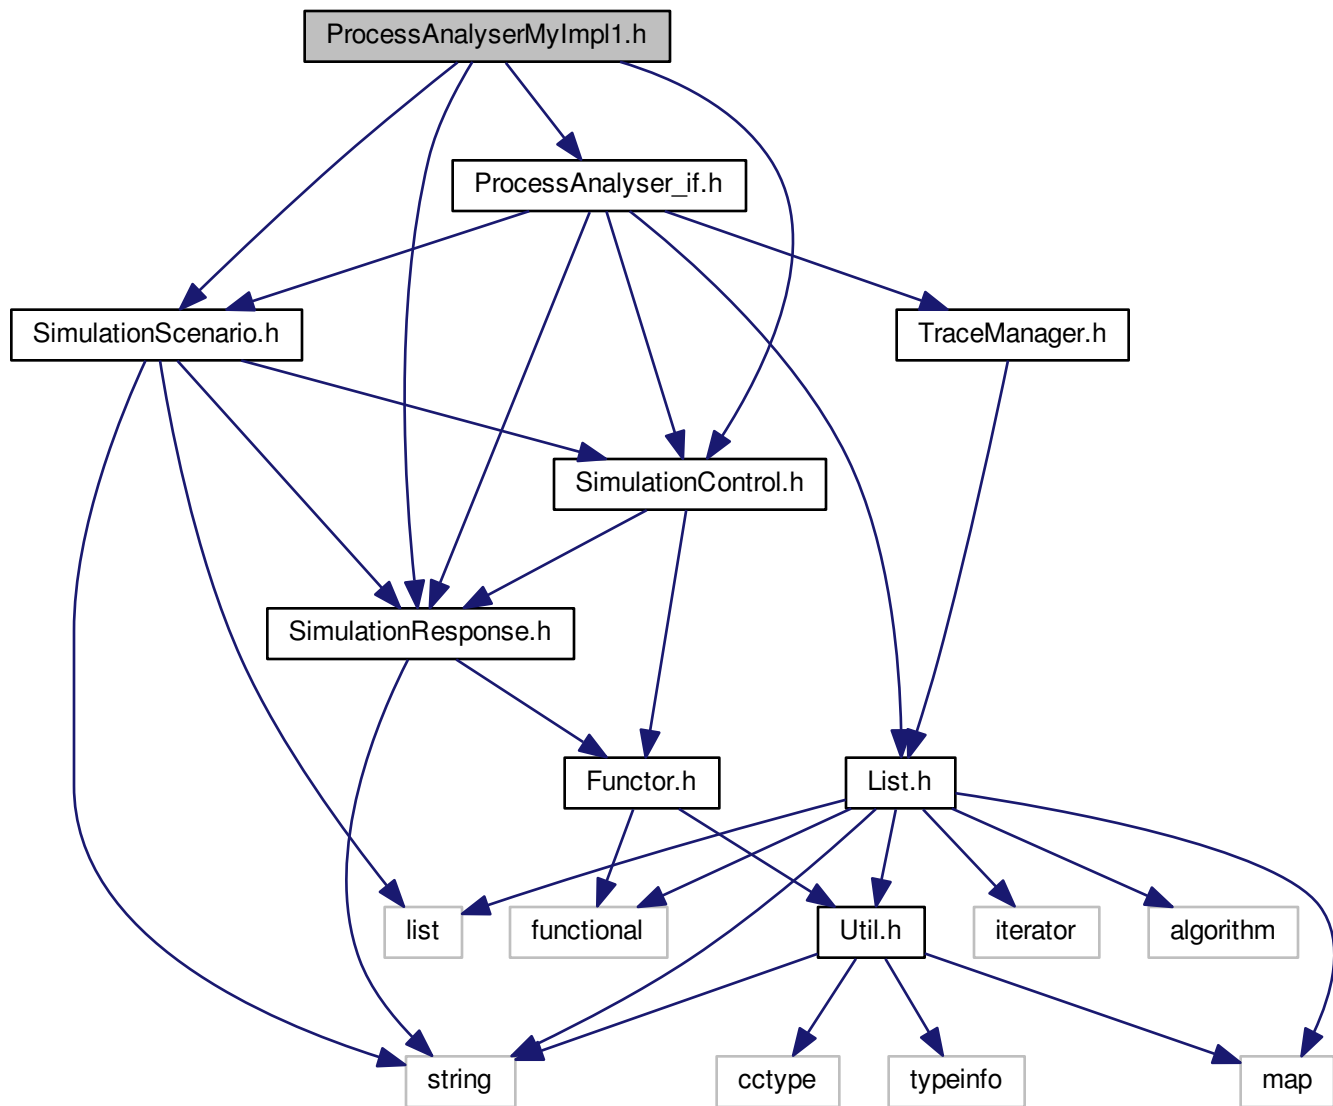 ProcessAnalyserMyImpl1.h
ProcessAnalyser_if.h
SimulationScenario.h
TraceManager.h
SimulationControl.h
SimulationResponse.h
Functor.h
List.h
list
functional
Util.h
iterator
algorithm
string
cctype
typeinfo
map